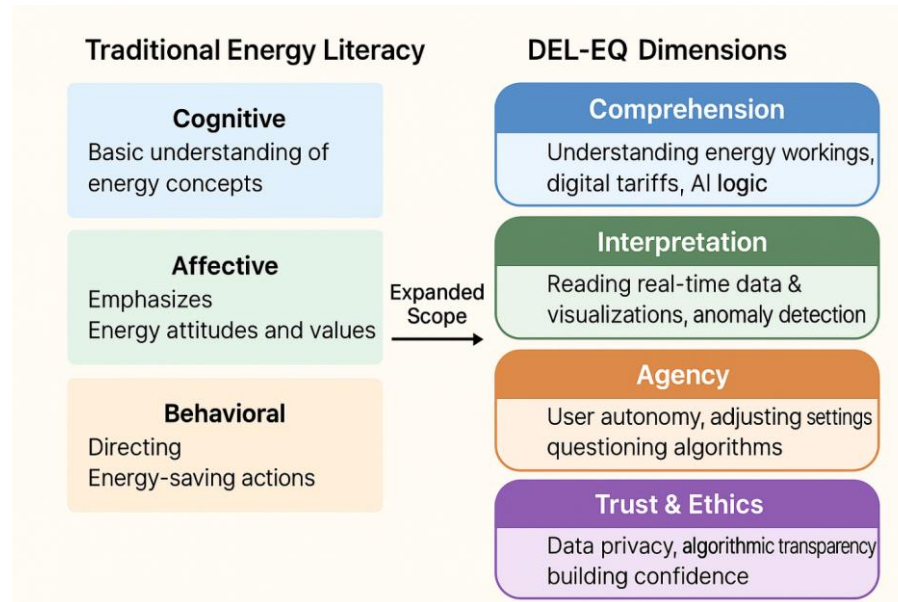 Traditional Energy Literacy
Cognitive
Basic understanding of
energy concepts
Affective
Emphasizes
Energy attitudes and values
Behavioral
Directing
Energy-saving actions
Expanded
Scope
DEL-EQ Dimensions
Comprehension
Understanding energy workings,
digital tariffs, AI logic
Interpretation
Reading real-time data &
visualizations, anomaly detection
Agency
User autonomy, adjusting settings
questioning algorithms
Trust & Ethics
Data privacy, algorithmic transparency
building confidence